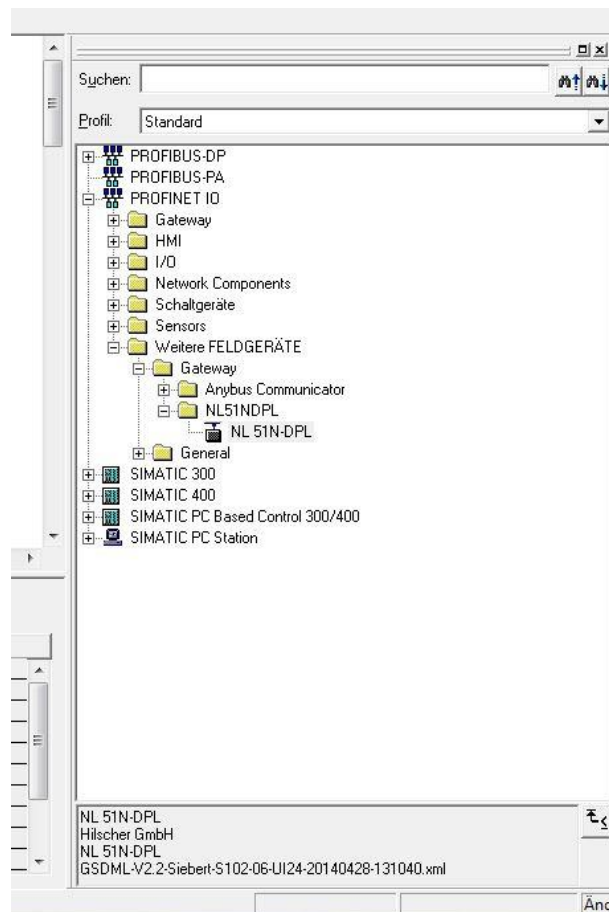 Suchen:
Profil: Standard
PROFIBUS-DP
PROFIBUS-PA
PROFINET IO
Gateway
HMI
I/O
Network Components
Schaltgeräte
Sensors
Weitere FELDGERÄTE
Gateway
Anybus Communicator
NL51NDPL
NL 51N-DPL
General
SIMATIC 300
SIMATIC 400
SIMATIC PC Based Control 300/400
SIMATIC PC Station
NL 51N-DPL
Hilscher GmbH
NL 51N-DPL
GSDML-V2.2-Siebert-S102-06-UI24-20140428-131040.xml
Änd